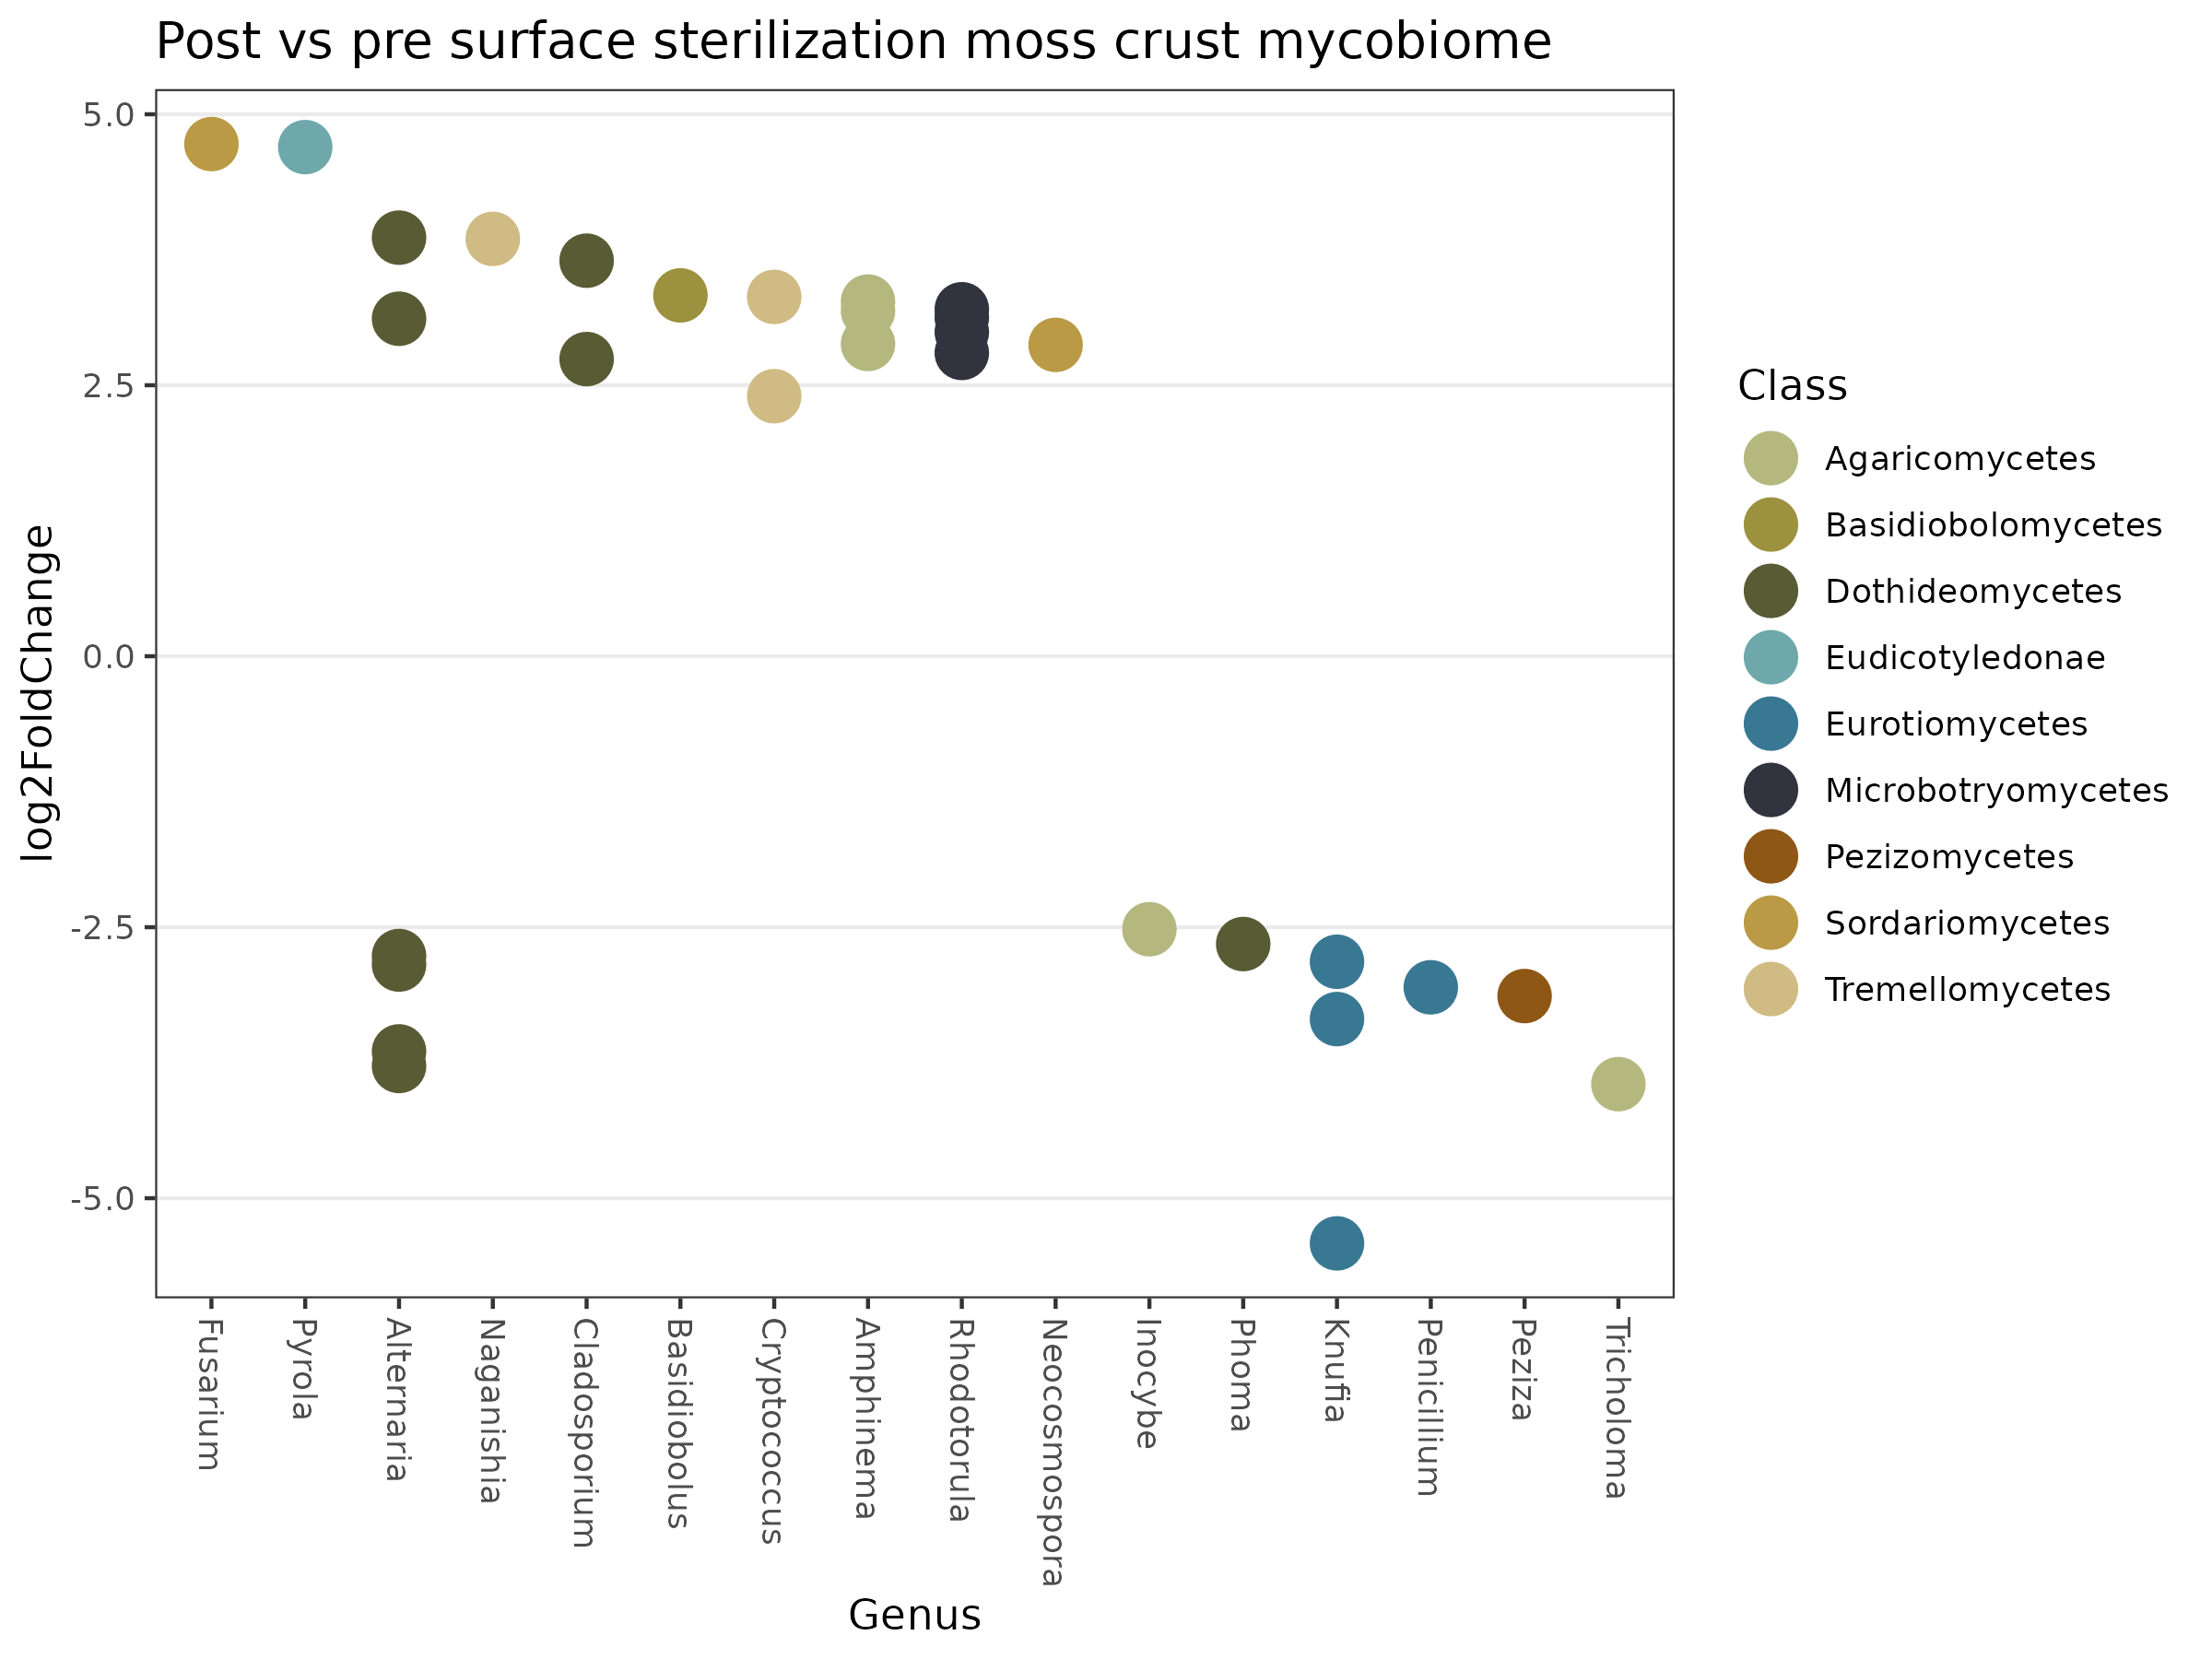 Post vs pre surface sterilization moss crust mycobiome
log2FoldChange
5.0
2.5
0.0
-2.5
-5.0
Fusarium
Pyrola
Alternaria
Naganishia
Cladosporium
Basidiobolus
Cryptococcus
Amphinema
Rhodotorula
Neocosmospora
Inocybe
Phoma
Knufia
Penicillium
Peziza
Tricholoma
Genus
Class
Agaricomycetes
Basidiobolomycetes
Dothideomycetes
Eudicotyledonae
Eurotiomycetes
Microbotryomycetes
Pezizomycetes
Sordariomycetes
Tremellomycetes